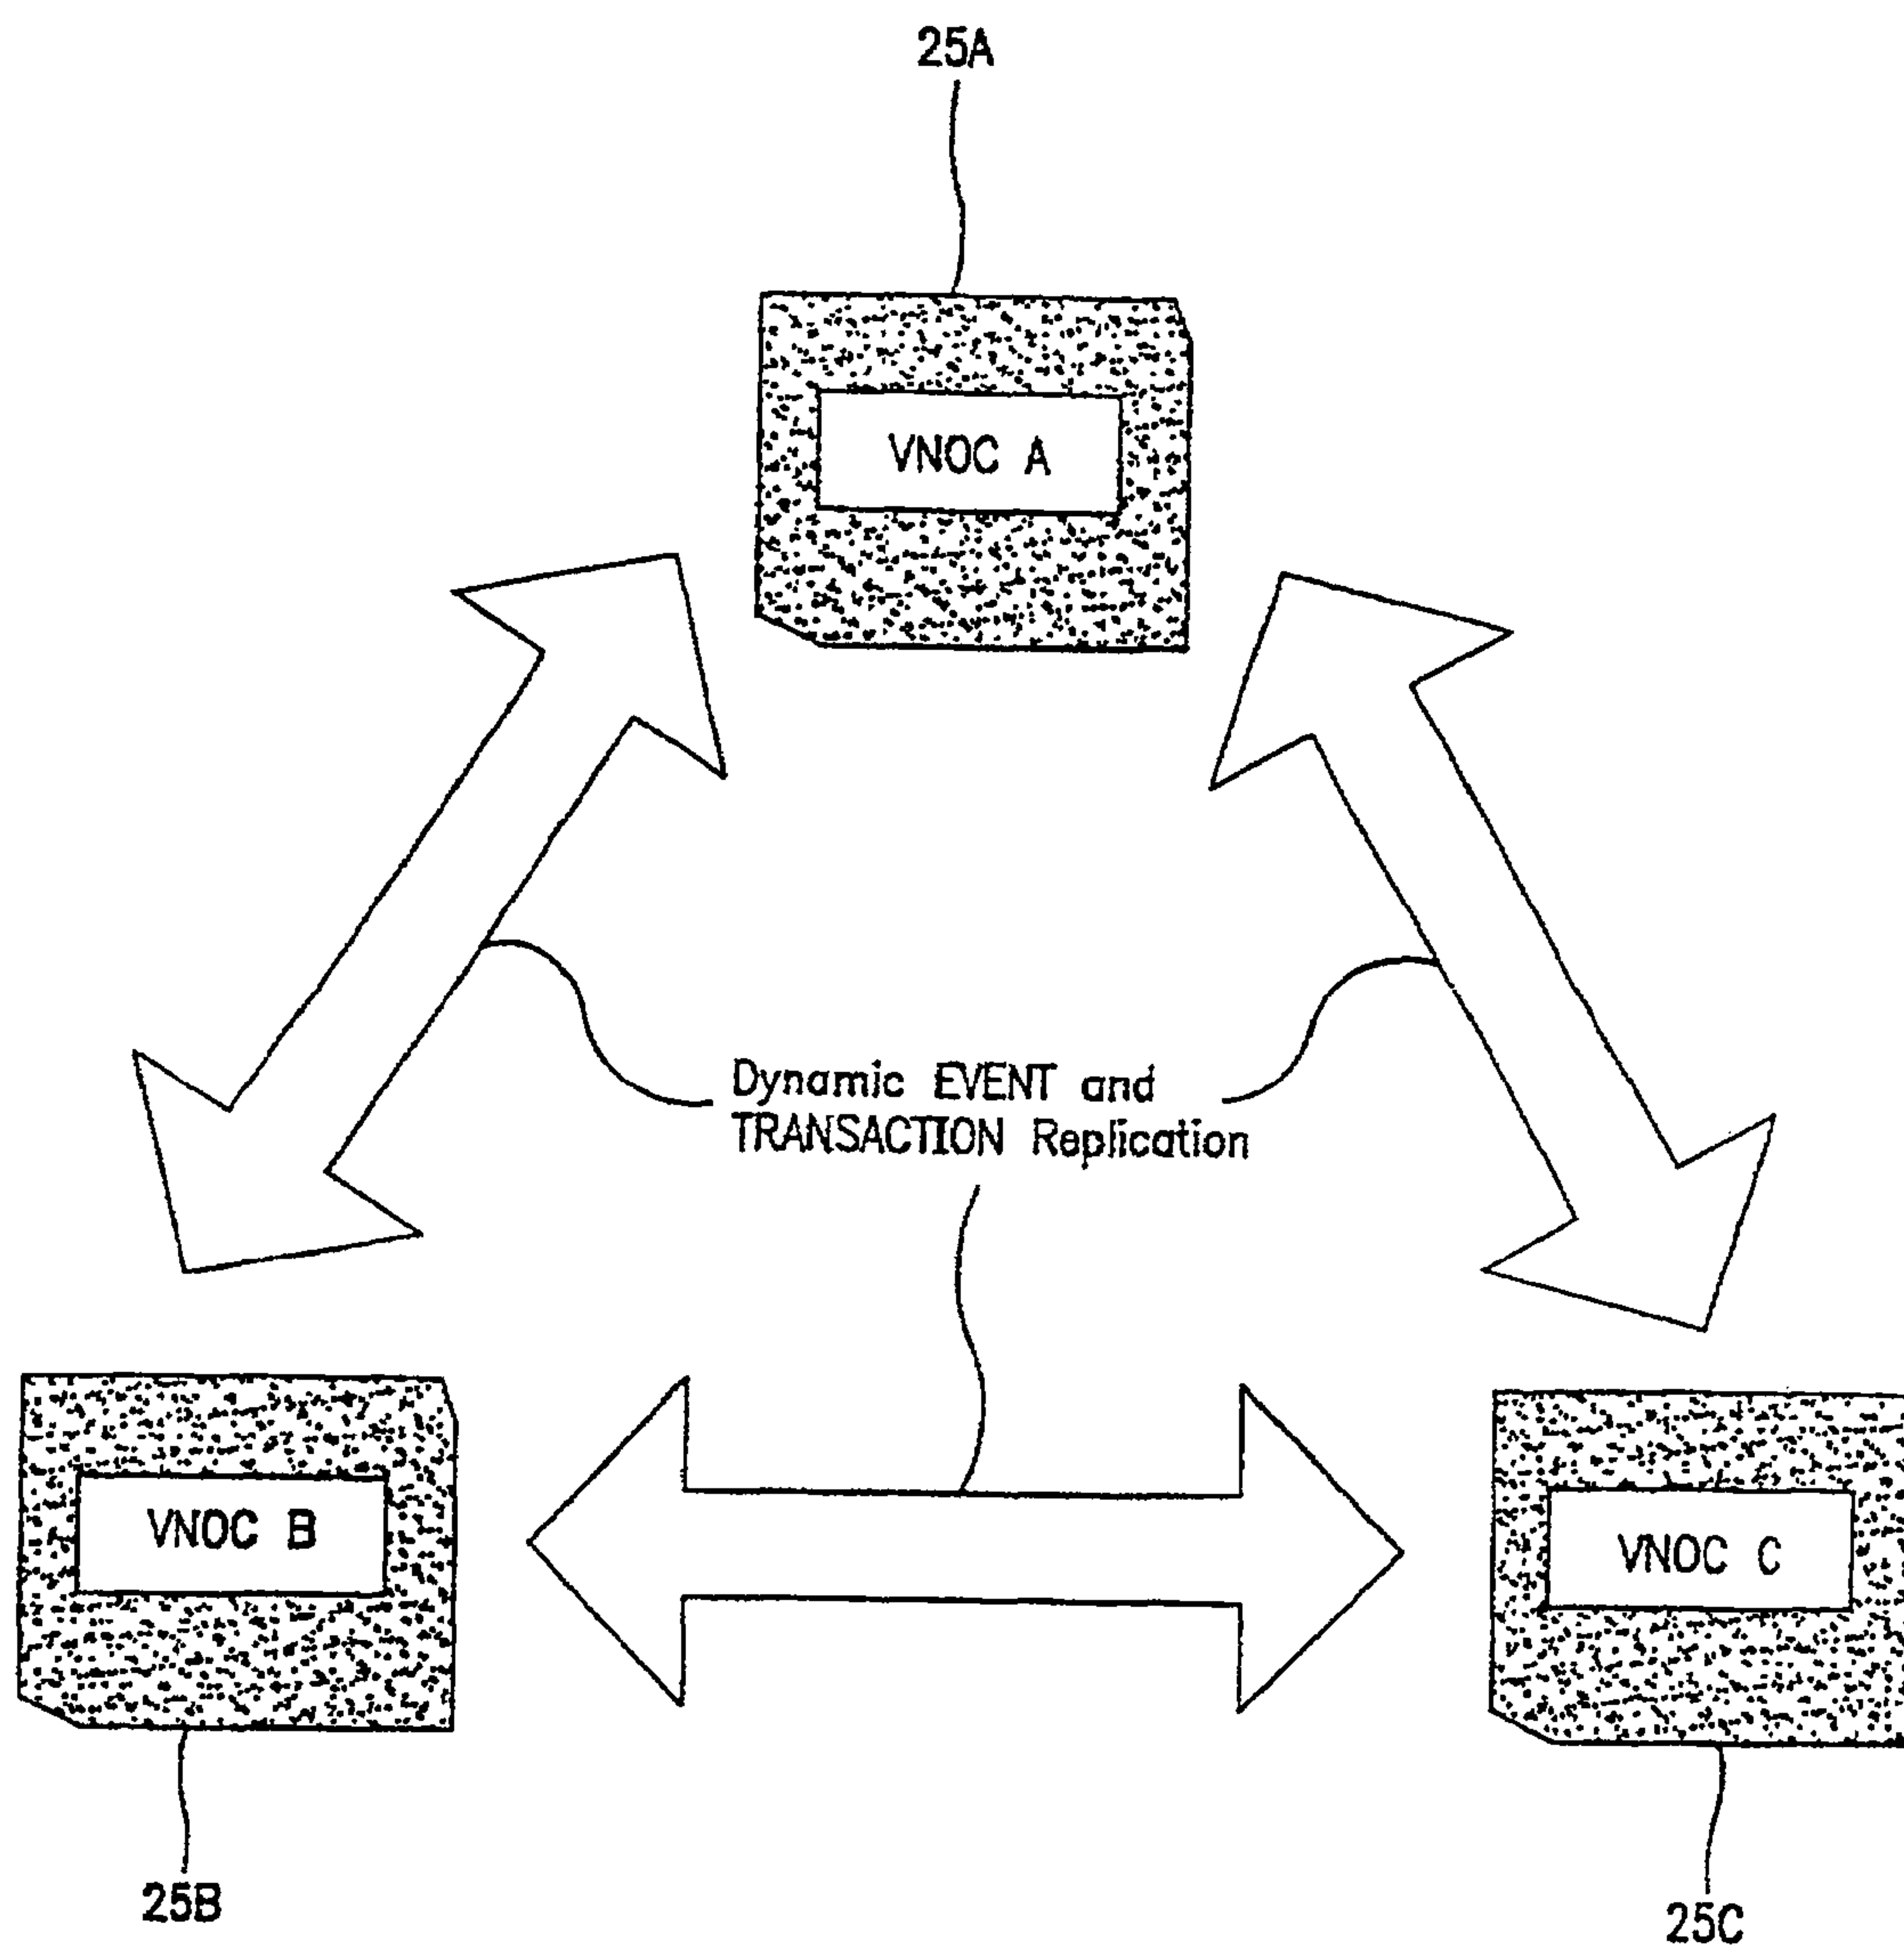 25A
VNOC A
Dynamic EVENT and
TRANSACTION Replication
VNOC B
VNOC C
25B
25C